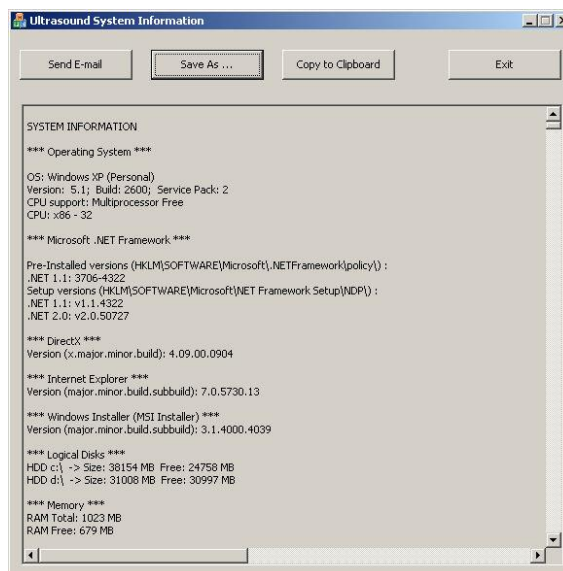 Ultrasound System Information
Send E-mail
Save As ...
Copy to Clipboard
Exit
SYSTEM INFORMATION
*** Operating System ***
OS: Windows XP (Personal)
Version:  5.1;  Build: 2600;  Service Pack: 2
CPU support: Multiprocessor Free
CPU: x86 - 32
*** Microsoft .NET Framework ***
Pre-Installed versions (HKLM\SOFTWARE\Microsoft\.NETFramework\policy\) :
.NET 1.1: 3706-4322
Setup versions (HKLM\SOFTWARE\Microsoft\NET Framework Setup\NDP\) :
.NET 1.1: v1.1.4322
.NET 2.0: v2.0.50727
*** DirectX ***
Version (x.major.minor.build): 4.09.00.0904
*** Internet Explorer ***
Version (major.minor.build.subbuild): 7.0.5730.13
*** Windows Installer (MSI Installer) ***
Version (major.minor.build.subbuild): 3.1.4000.4039
*** Logical Disks ***
HDD c:\  -> Size: 38154 MB  Free: 24758 MB
HDD d:\  -> Size: 31008 MB  Free: 30997 MB
*** Memory ***
RAM Total: 1023 MB
RAM Free: 679 MB